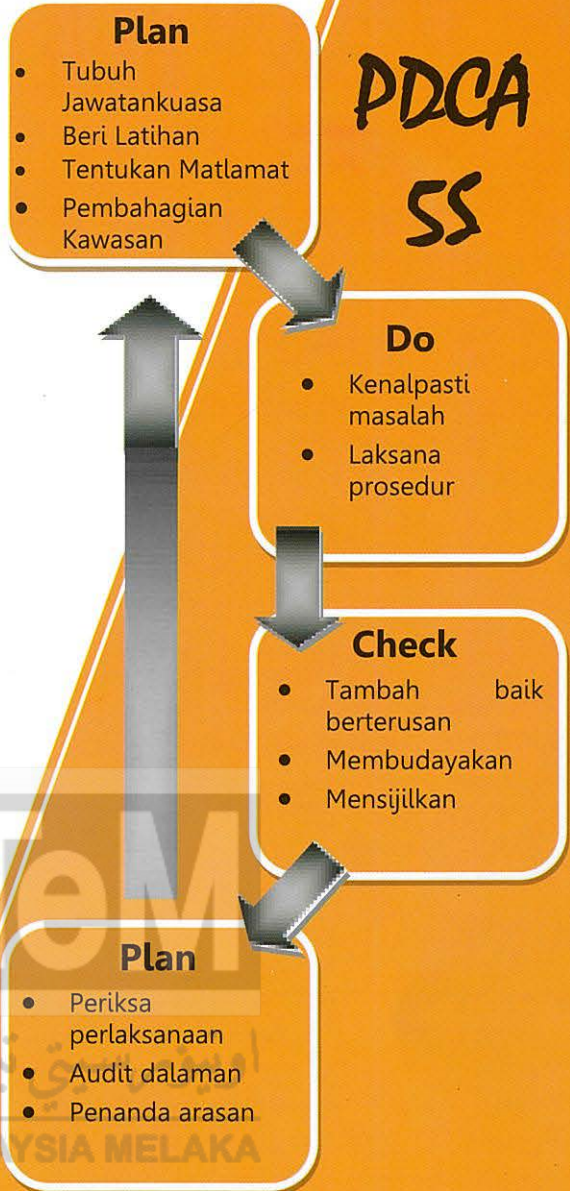 Plan
• Tubuh
Jawatankuasa
• Beri Latihan
• Tentukan Matlamat
• Pembahagian
Kawasan
PDCA
5S
Do
• Kenalpasti
masalah
• Laksana
prosedur
Check
• Tambah baik
berterusan
• Membudayakan
• Mensijilkan
Plan
• Periksa
perlaksanaan
• Audit dalaman
• Penanda arasan
MELAKA